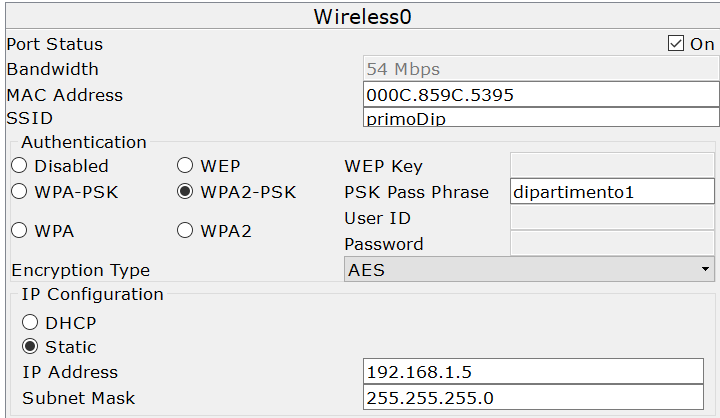 Wireless0
Port Status On
Bandwidth 54 Mbps
MAC Address 000C.859C.5395
SSID primoDip
Authentication
Disabled WEP WEP Key
WPA-PSK WPA2-PSK PSK Pass Phrase dipartimento1
User ID
WPA WPA2
Password
Encryption Type AES
IP Configuration
DHCP
Static
IP Address 192.168.1.5
Subnet Mask 255.255.255.0